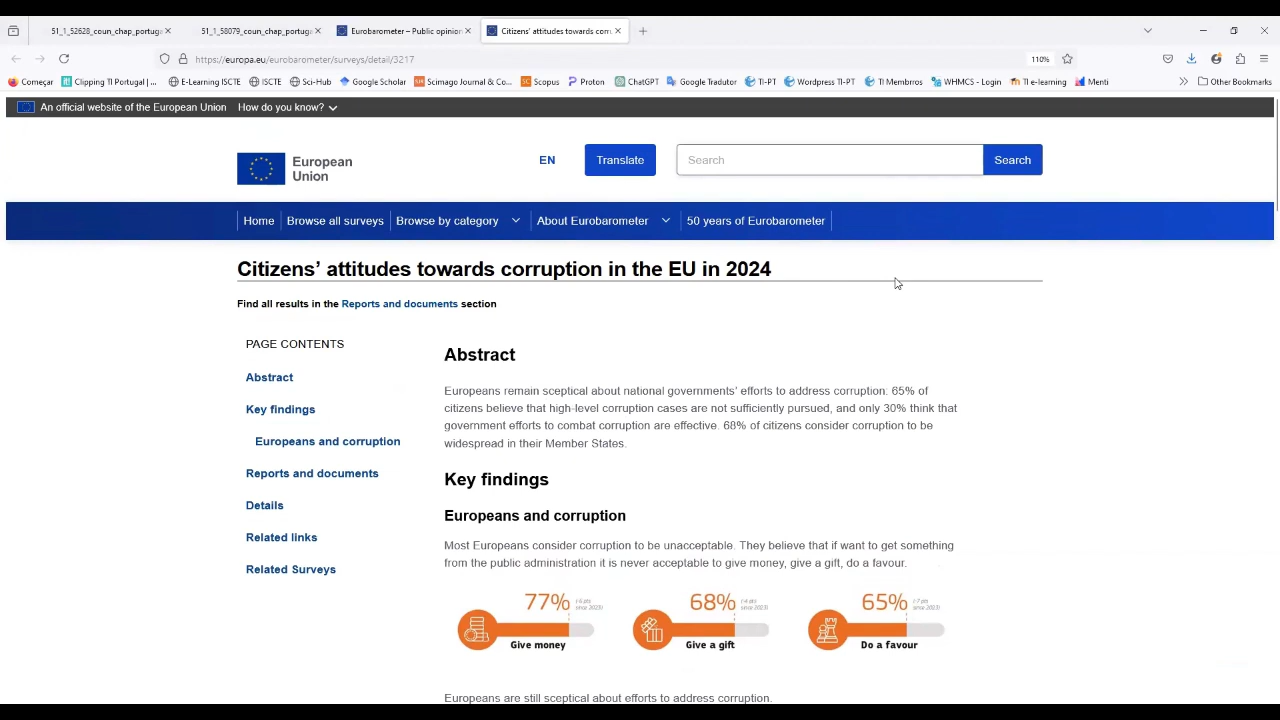 51_1_52628_coun_chap_portuga
51_1_58079_coun_chap_portuga
Eurobarometer – Public opinion
Citizens' attitudes towards corr
https://europa.eu/eurobarometer/surveys/detail/3217
110%
Começar
Clipping TI Portugal | ...
E-Learning ISCTE
ISCTE
Sci-Hub
Google Scholar
Scimago Journal & Co...
Scopus
Proton
ChatGPT
Google Tradutor
TI-PT
Wordpress TI-PT
TI Membros
WHMCS - Login
TI e-learning
Menti
Other Bookmarks
An official website of the European Union How do you know?
European
Union
EN
Translate
Search
Search
Home
Browse all surveys
Browse by category
About Eurobarometer
50 years of Eurobarometer
Citizens’ attitudes towards corruption in the EU in 2024
Find all results in the Reports and documents section
PAGE CONTENTS
Abstract
Key findings
Europeans and corruption
Reports and documents
Details
Related links
Related Surveys
Abstract
Europeans remain sceptical about national governments’ efforts to address corruption: 65% of
citizens believe that high-level corruption cases are not sufficiently pursued, and only 30% think that
government efforts to combat corruption are effective. 68% of citizens consider corruption to be
widespread in their Member States.
Key findings
Europeans and corruption
Most Europeans consider corruption to be unacceptable. They believe that if want to get something
from the public administration it is never acceptable to give money, give a gift, do a favour.
77%
since 2023)
Give money
68%
since 2023)
Give a gift
65%
since 2023)
Do a favour
Europeans are still sceptical about efforts to address corruption.